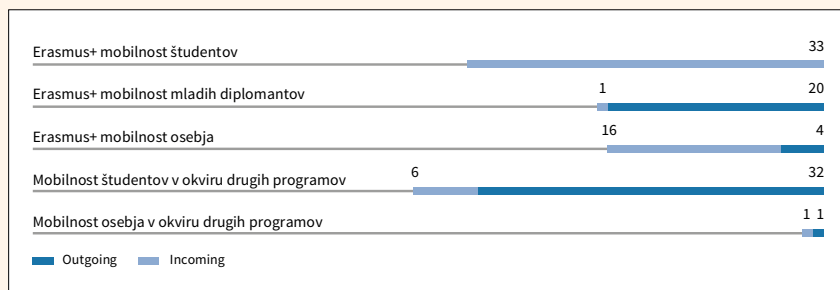 Erasmus+ mobilnost študentov 33
Erasmus+ mobilnost mladih diplomantov 1 20
Erasmus+ mobilnost osebja 16 4
Mobilnost študentov v okviru drugih programov 6 32
Mobilnost osebja v okviru drugih programov 1 1
Outgoing Incoming